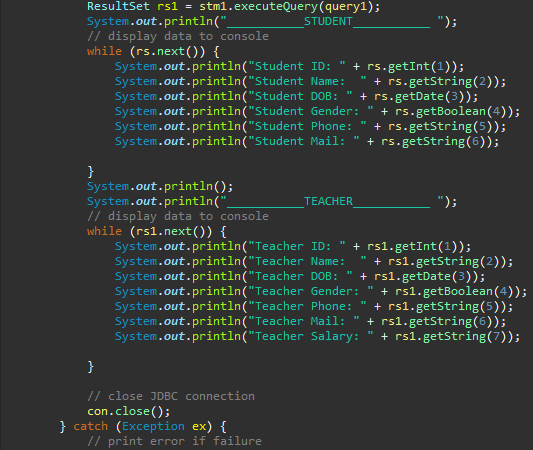 ResultSet rs1 = stm1.executeQuery(query1);
System.out.println("___________STUDENT___________ ");
// display data to console
while (rs.next()) {
System.out.println("Student ID: " + rs.getInt(1));
System.out.println("Student Name:  " + rs.getString(2));
System.out.println("Student DOB: " + rs.getDate(3));
System.out.println("Student Gender: " + rs.getBoolean(4));
System.out.println("Student Phone: " + rs.getString(5));
System.out.println("Student Mail: " + rs.getString(6));
}
System.out.println();
System.out.println("___________TEACHER___________ ");
// display data to console
while (rs1.next()) {
System.out.println("Teacher ID: " + rs1.getInt(1));
System.out.println("Teacher Name:  " + rs1.getString(2));
System.out.println("Teacher DOB: " + rs1.getDate(3));
System.out.println("Teacher Gender: " + rs1.getBoolean(4));
System.out.println("Teacher Phone: " + rs1.getString(5));
System.out.println("Teacher Mail: " + rs1.getString(6));
System.out.println("Teacher Salary: " + rs1.getString(7));
}
// close JDBC connection
con.close();
} catch (Exception ex) {
// print error if failure